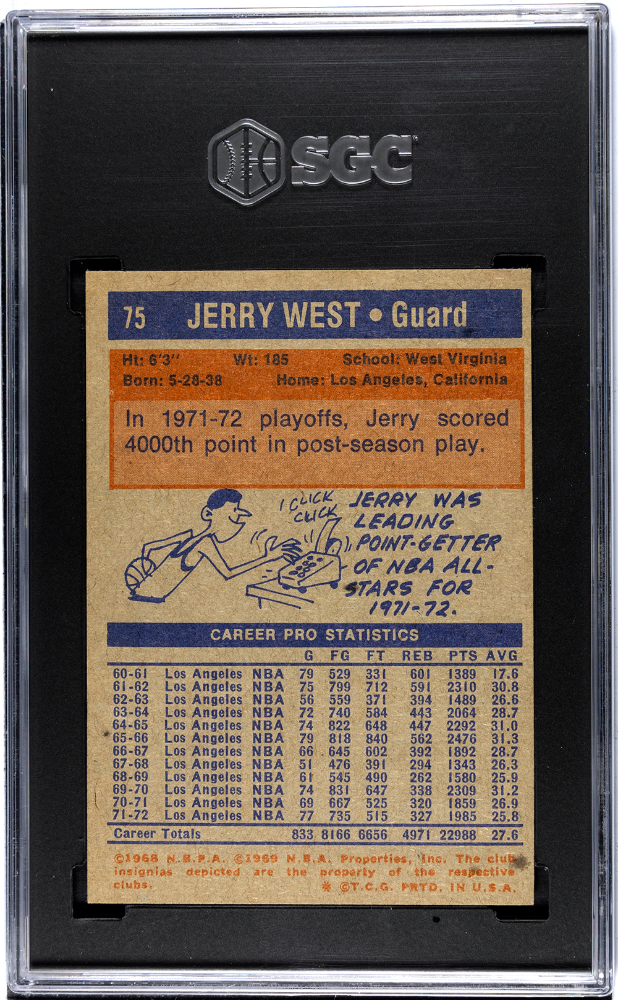 SGC
75 JERRY WEST • Guard
Ht: 6'3" Wt: 185 School: West Virginia
Born: 5-28-38 Home: Los Angeles, California
In 1971-72 playoffs, Jerry scored
4000th point in post-season play.
CLICK
CLICK
JERRY WAS
LEADING
POINT-GETTER
OF NBA ALL-
STARS FOR
1971-72.
CAREER PRO STATISTICS
G FG FT REB PTS AVG
60-61 Los Angeles NBA 79 529 331 601 1389 17.6
61-62 Los Angeles NBA 75 799 712 591 2310 30.8
62-63 Los Angeles NBA 56 559 371 394 1489 26.6
63-64 Los Angeles NBA 72 740 584 443 2064 28.7
64-65 Los Angeles NBA 74 822 648 447 2292 31.0
65-66 Los Angeles NBA 79 818 840 562 2476 31.3
66-67 Los Angeles NBA 66 645 602 392 1892 28.7
67-68 Los Angeles NBA 51 476 391 294 1343 26.3
68-69 Los Angeles NBA 61 545 490 262 1580 25.9
69-70 Los Angeles NBA 74 831 647 338 2309 31.2
70-71 Los Angeles NBA 69 667 525 320 1859 26.9
71-72 Los Angeles NBA 77 735 515 327 1985 25.8
Career Totals 833 8166 6656 4971 22988 27.6
©1968 N.B.P.A. ©1969 N.B.A. Properties, Inc. The club
insignias depicted are the property of the respective
clubs. * ©T.C.G. PRTD. IN U.S.A.